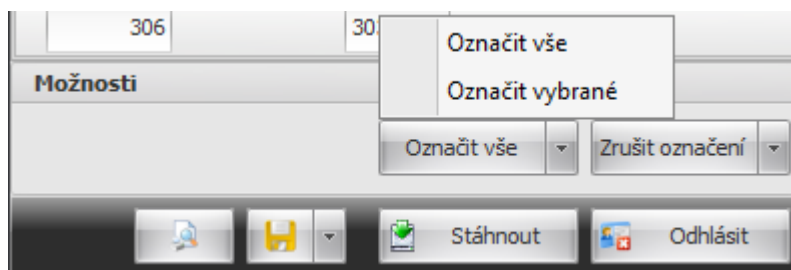 306
Označit vše
Označit vybrané
Možnosti
Označit vše
Zrušit označení
Stáhnout
Odhlásit